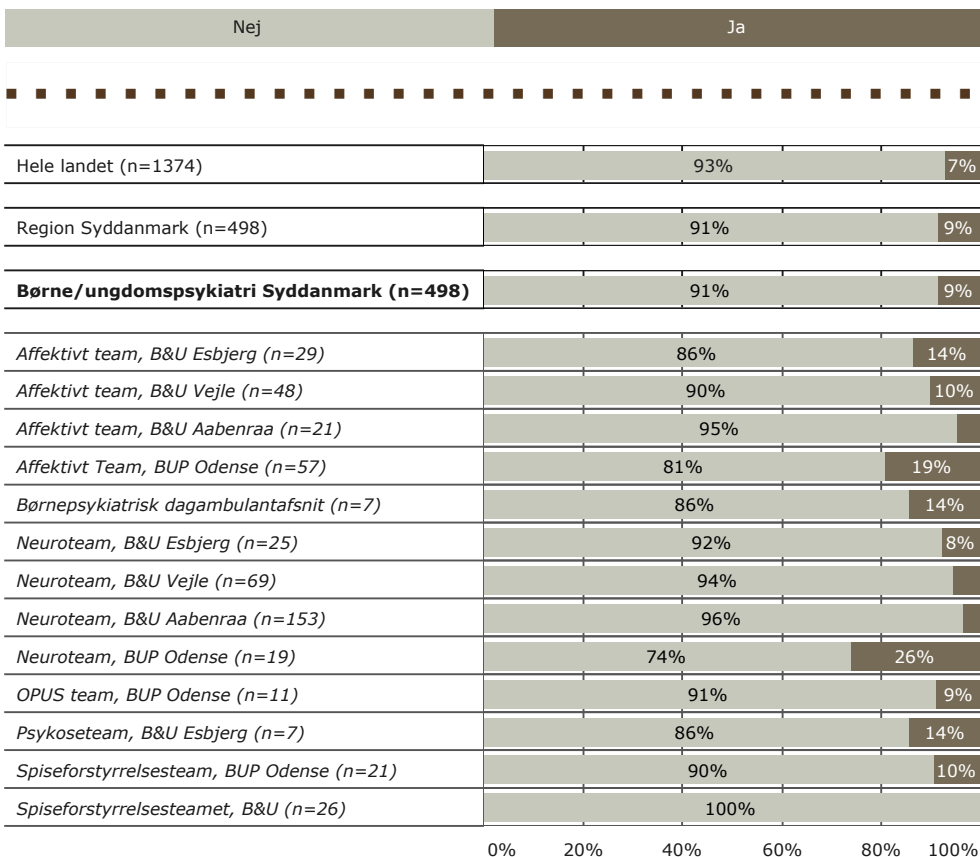 Nej Ja
Hele landet (n=1374) 93% 7%
Region Syddanmark (n=498) 91% 9%
Børne/ungdomspsykiatri Syddanmark (n=498) 91% 9%
Affektivt team, B&U Esbjerg (n=29) 86% 14%
Affektivt team, B&U Vejle (n=48) 90% 10%
Affektivt team, B&U Aabenraa (n=21) 95%
Affektivt Team, BUP Odense (n=57) 81% 19%
Børnepsykiatrisk dagambulantafsnit (n=7) 86% 14%
Neuroteam, B&U Esbjerg (n=25) 92% 8%
Neuroteam, B&U Vejle (n=69) 94%
Neuroteam, B&U Aabenraa (n=153) 96%
Neuroteam, BUP Odense (n=19) 74% 26%
OPUS team, BUP Odense (n=11) 91% 9%
Psykoseteam, B&U Esbjerg (n=7) 86% 14%
Spiseforstyrrelsesteam, BUP Odense (n=21) 90% 10%
Spiseforstyrrelsesteamet, B&U (n=26) 100%
0% 20% 40% 60% 80% 100%